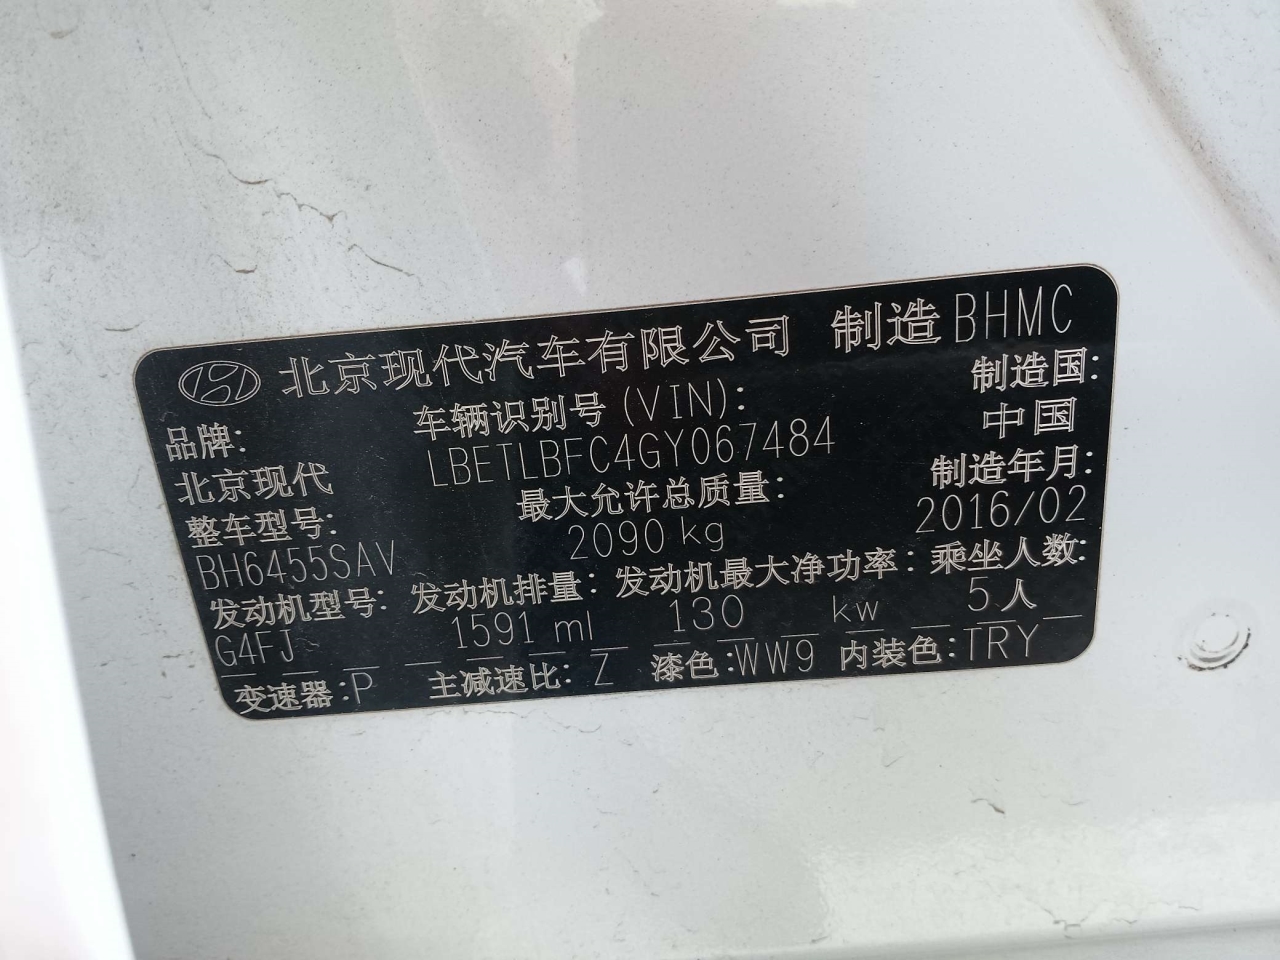 北京现代汽车有限公司 制造 BHMC
品牌: 车辆识别号 (VIN): 制造国:
北京现代 LBETLBFC4GY067484 中国
整车型号: 最大允许总质量: 制造年月:
BH6455SAV 2090 kg 2016/02
发动机型号: 发动机排量: 发动机最大净功率: 乘坐人数:
G4FJ 1591 ml 130 kw 5 人
变速器:P 主减速比: Z 漆色:WW9 内装色:TRY